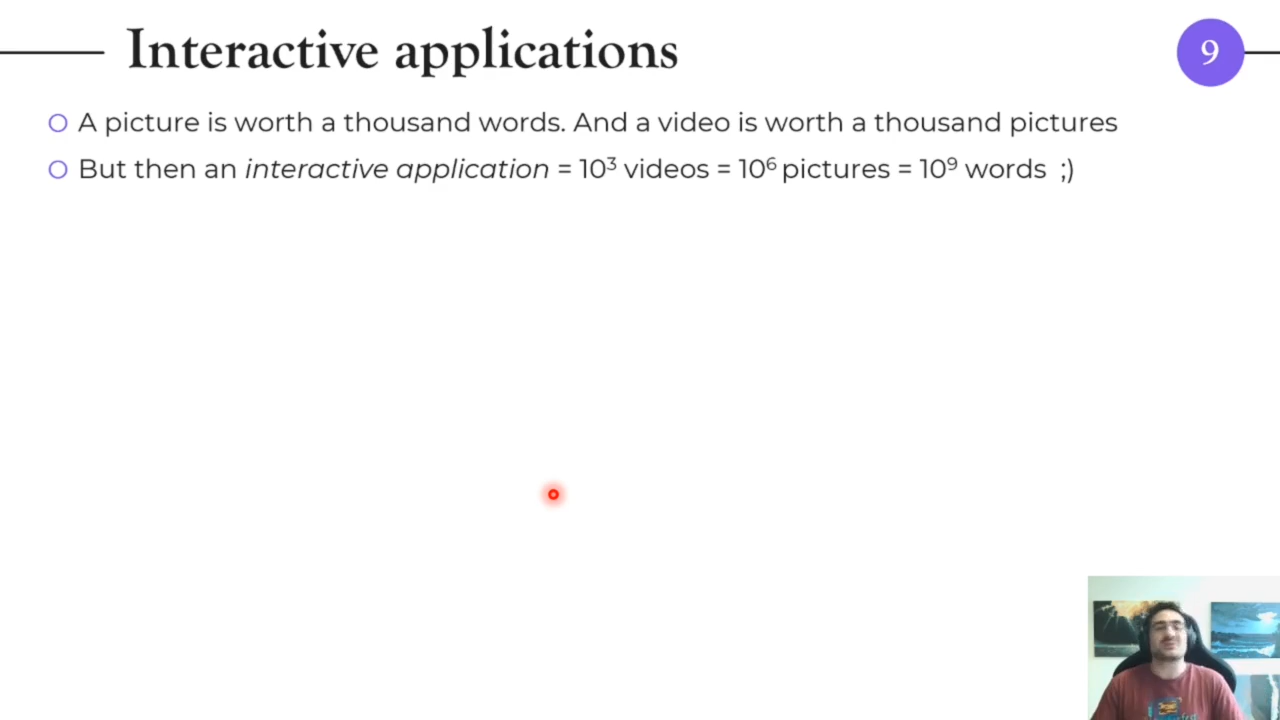 Interactive applications
9
A picture is worth a thousand words. And a video is worth a thousand pictures
But then an interactive application = 10³ videos = 10⁶ pictures = 10⁹ words ;)